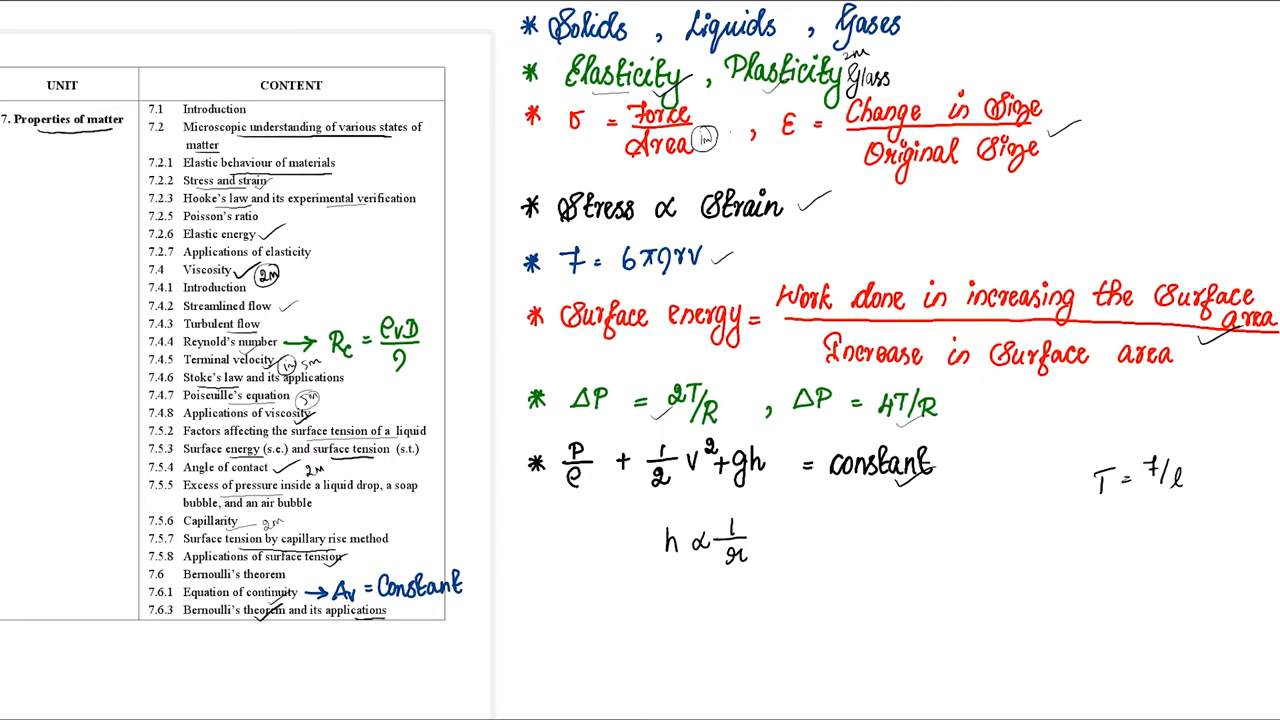 UNIT CONTENT
7. Properties of matter
7.1 Introduction
7.2 Microscopic understanding of various states of
matter
7.2.1 Elastic behaviour of materials
7.2.2 Stress and strain
7.2.3 Hooke's law and its experimental verification
7.2.5 Poisson's ratio
7.2.6 Elastic energy
7.2.7 Applications of elasticity
7.4 Viscosity 2m
7.4.1 Introduction
7.4.2 Streamlined flow
7.4.3 Turbulent flow
7.4.4 Reynold's number → Rc = ρvD/η
7.4.5 Terminal velocity 1m 5m
7.4.6 Stoke's law and its applications
7.4.7 Poiseuille's equation 5m
7.4.8 Applications of viscosity
7.5.2 Factors affecting the surface tension of a liquid
7.5.3 Surface energy (s.e.) and surface tension (s.t.)
7.5.4 Angle of contact 2m
7.5.5 Excess of pressure inside a liquid drop, a soap
bubble, and an air bubble
7.5.6 Capillarity 2m
7.5.7 Surface tension by capillary rise method
7.5.8 Applications of surface tension
7.6 Bernoulli's theorem
7.6.1 Equation of continuity → Av = Constant
7.6.3 Bernoulli's theorem and its applications
* Solids , Liquids , Gases
* Elasticity , Plasticity 2m Glass
* σ = Force/Area 1m , ε = Change in Size/Original Size
* Stress ∝ Strain
* F = 6πηrv
* Surface energy = Work done in increasing the Surface area/Increase in Surface area
* ΔP = 2T/R , ΔP = 4T/R
* P/ρ + 1/2 v² + gh = constant
T = F/l
h ∝ 1/r